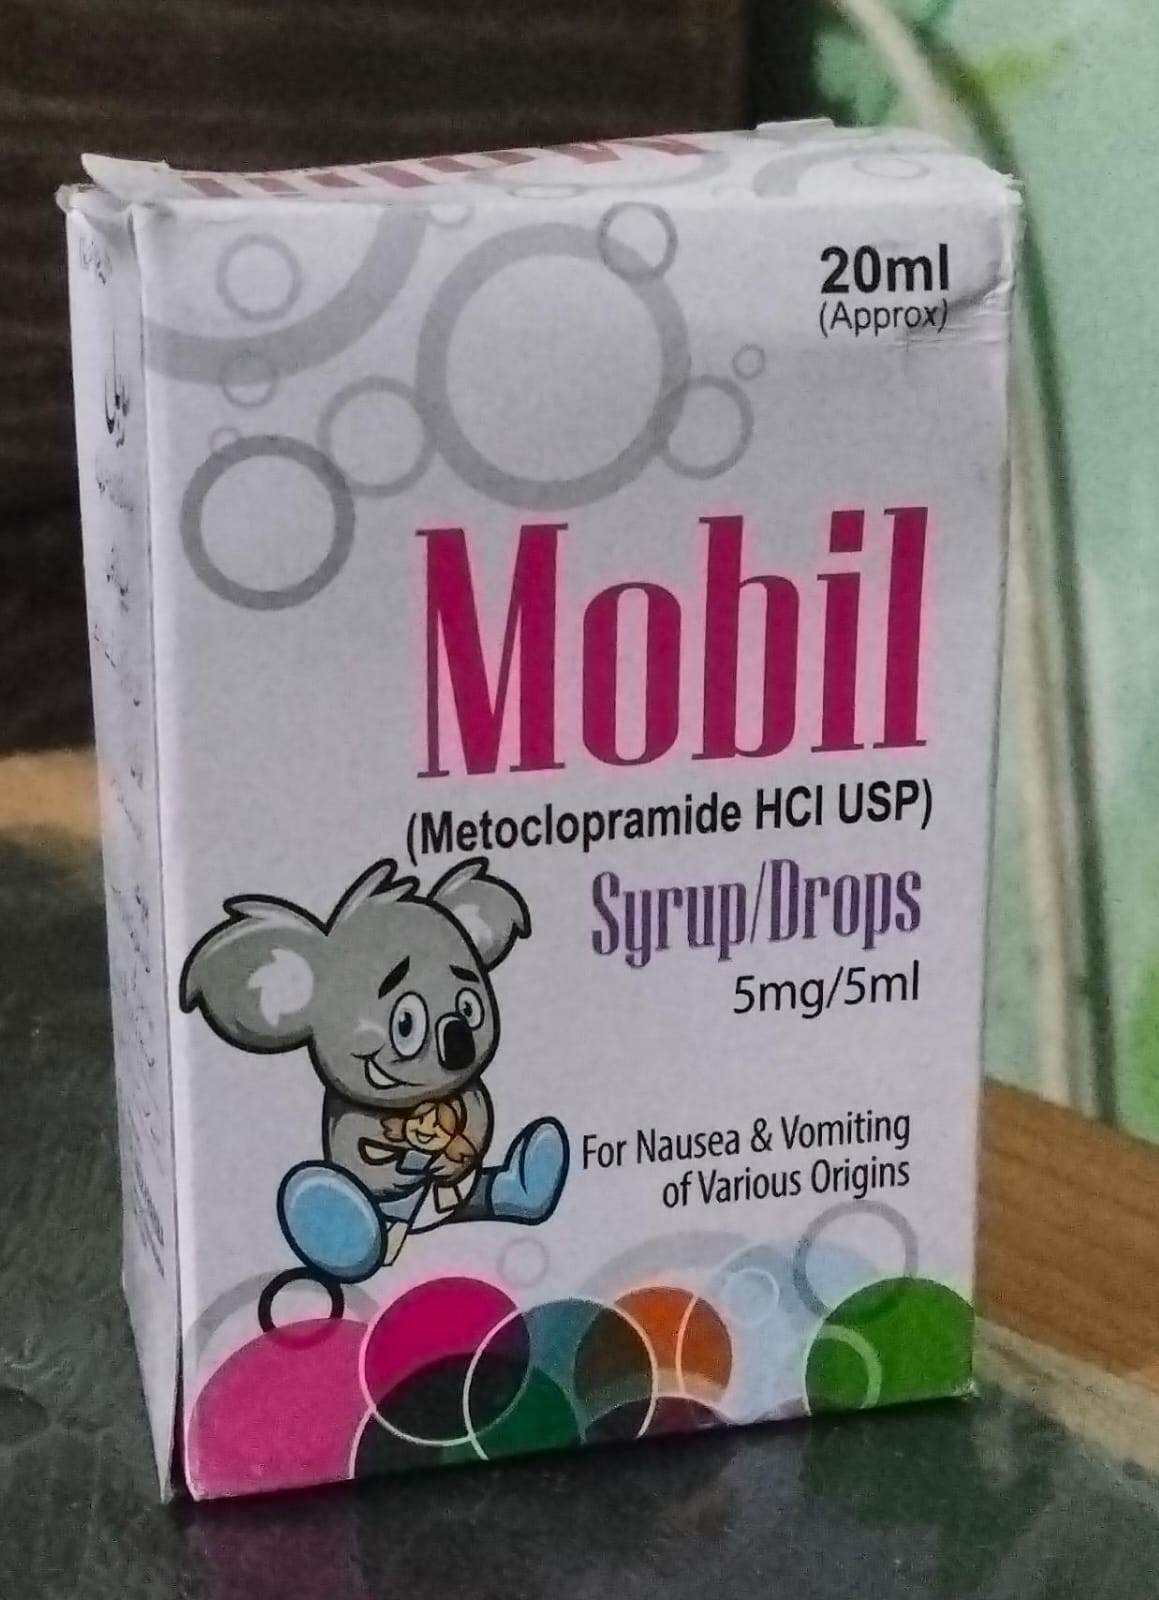 20ml
(Approx)
Mobil
(Metoclopramide HCl USP)
Syrup/Drops
5mg/5ml
For Nausea & Vomiting
of Various Origins